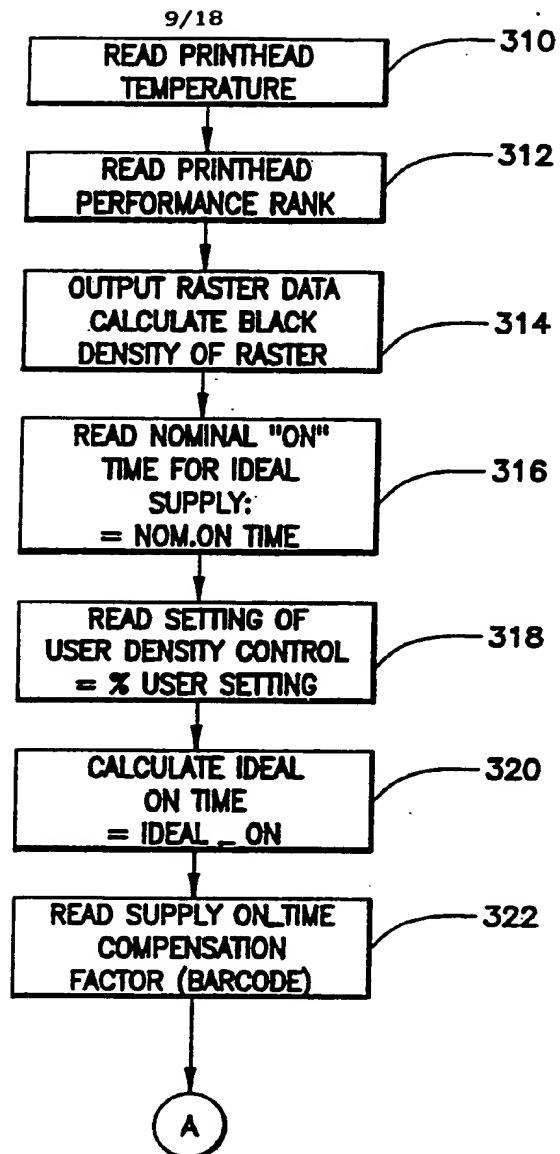 9/18
READ PRINTHEAD
TEMPERATURE
310
READ PRINTHEAD
PERFORMANCE RANK
312
OUTPUT RASTER DATA
CALCULATE BLACK
DENSITY OF RASTER
314
READ NOMINAL "ON"
TIME FOR IDEAL
SUPPLY:
= NOM.ON TIME
316
READ SETTING OF
USER DENSITY CONTROL
= % USER SETTING
318
CALCULATE IDEAL
ON TIME
= IDEAL _ ON
320
READ SUPPLY ON_TIME
COMPENSATION
FACTOR (BARCODE)
322
A